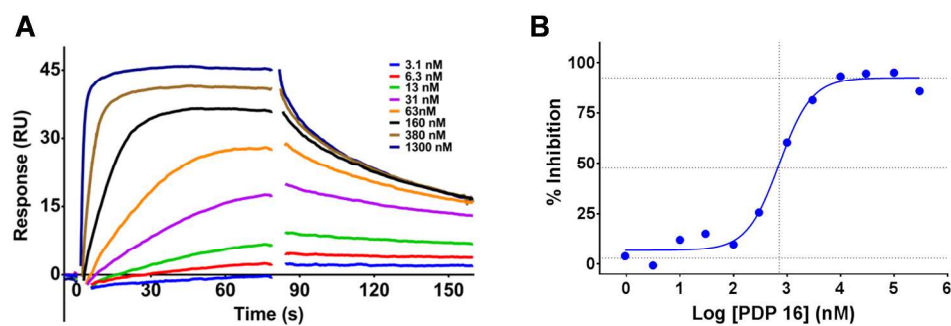 A
B
Response (RU)
45
30
15
0
0
30
60
90
120
150
Time (s)
3.1 nM
6.3 nM
13 nM
31 nM
63nM
160 nM
380 nM
1300 nM
% Inhibition
100
75
50
25
0
0
1
2
3
4
5
6
Log [PDP 16] (nM)